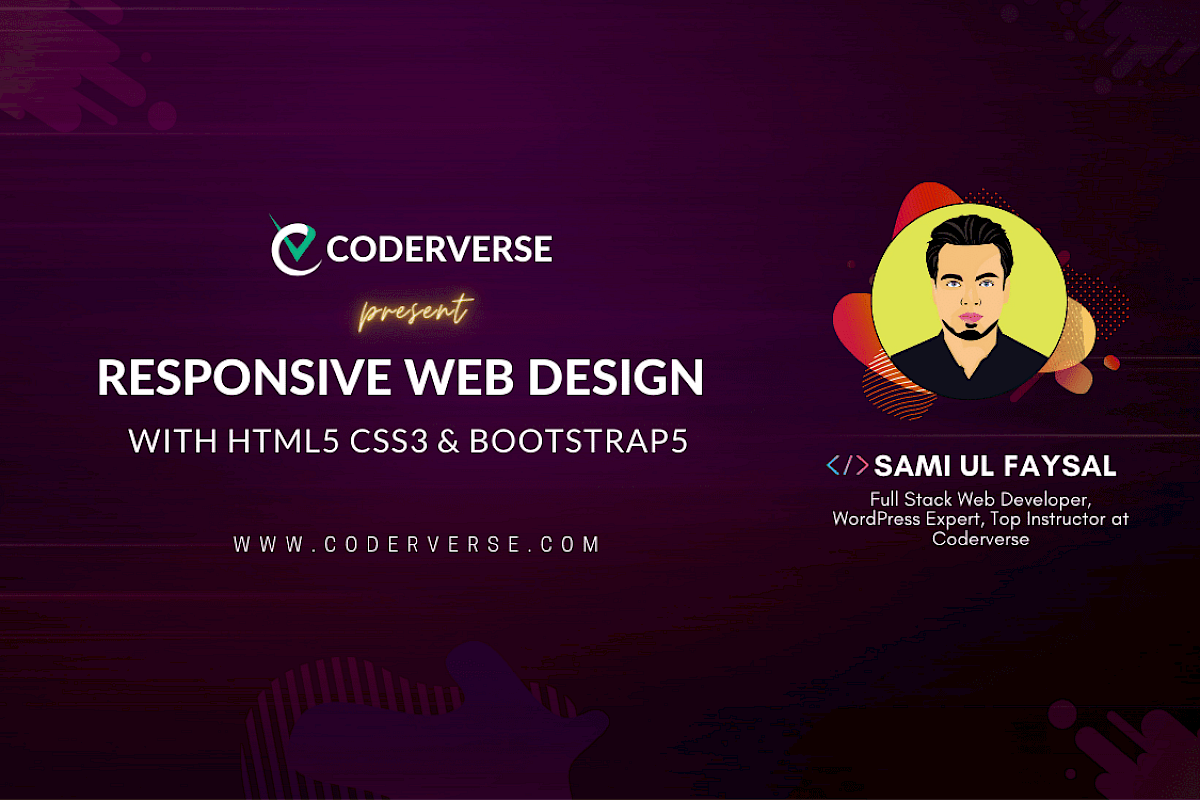 CODERVERSE
present
RESPONSIVE WEB DESIGN
WITH HTML5 CSS3 & BOOTSTRAP5
WWW.CODERVERSE.COM
</> SAMI UL FAYSAL
Full Stack Web Developer,
WordPress Expert, Top Instructor at
Coderverse